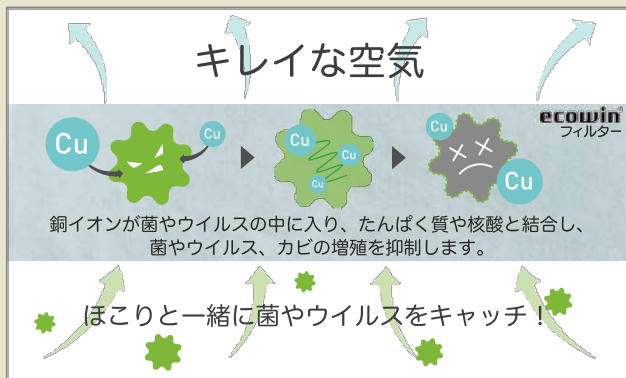 キレイな空気
ecowin®
フィルター
Cu
Cu
Cu
Cu
Cu
Cu
Cu
銅イオンが菌やウイルスの中に入り、たんぱく質や核酸と結合し、
菌やウイルス、カビの増殖を抑制します。
ほこりと一緒に菌やウイルスをキャッチ！